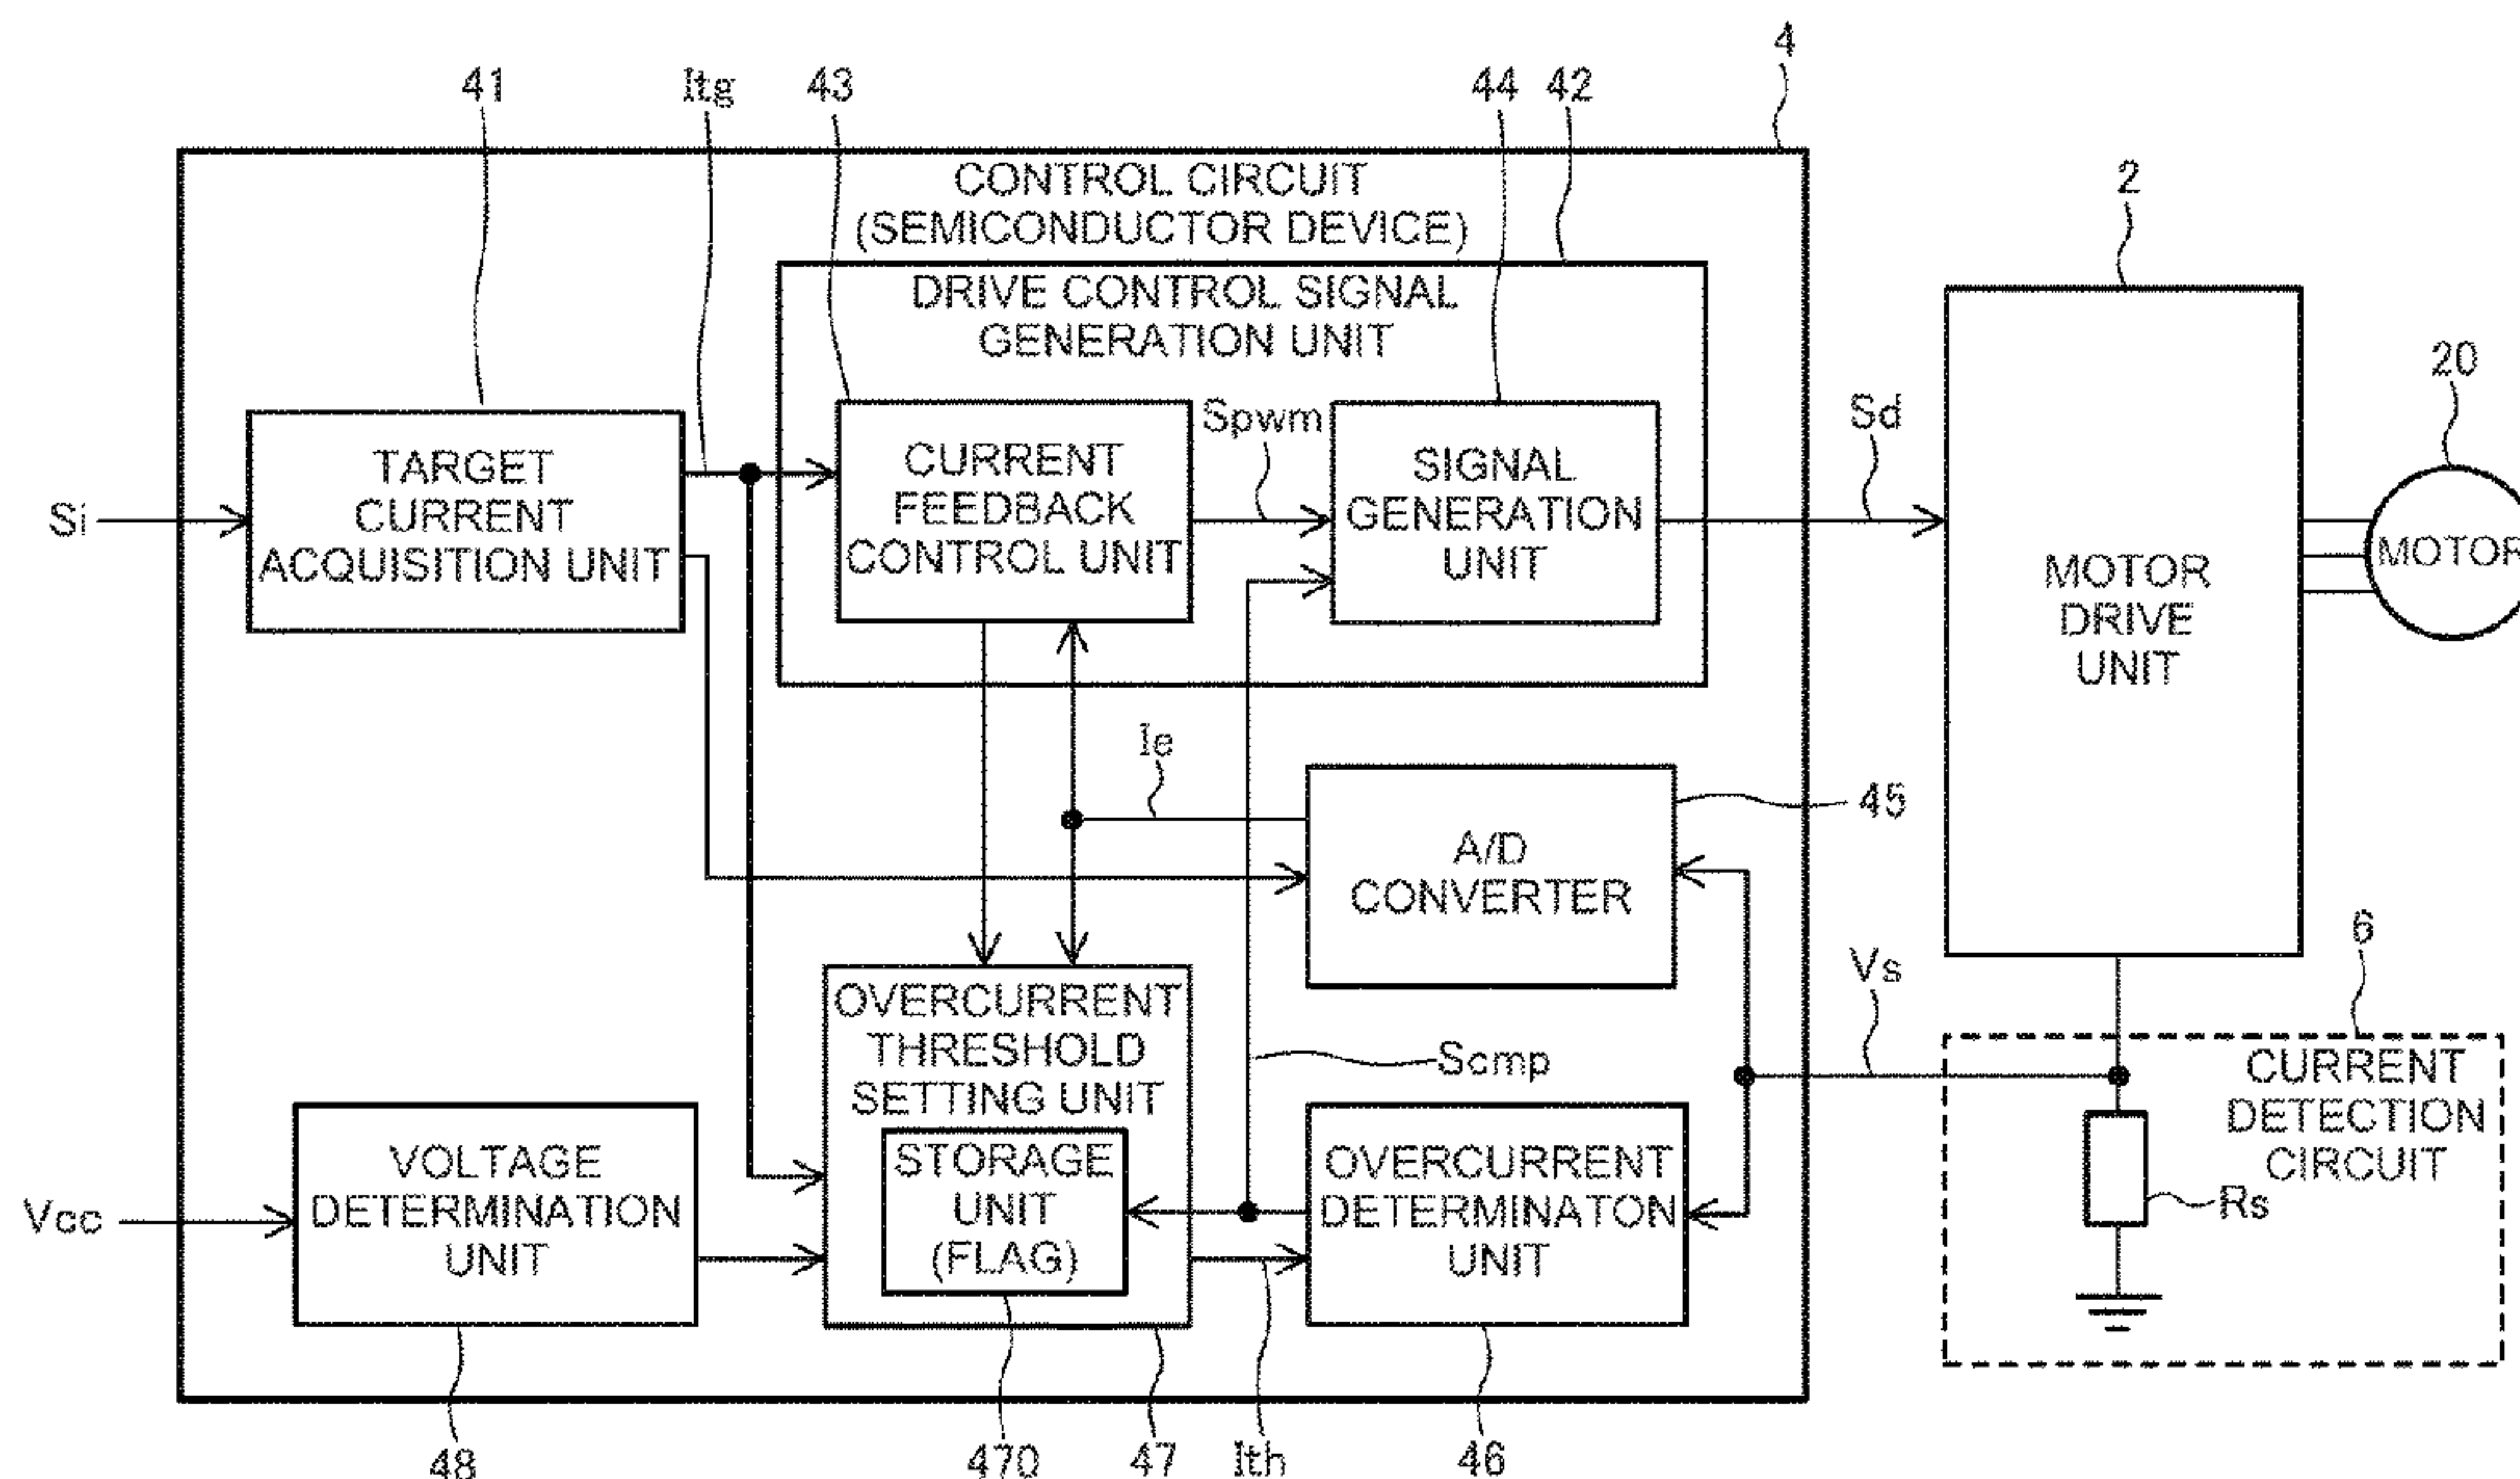 4
41
Itg
43
44
42
CONTROL CIRCUIT
(SEMICONDUCTOR DEVICE)
2
DRIVE CONTROL SIGNAL
GENERATION UNIT
20
Si
TARGET
CURRENT
ACQUISITION UNIT
CURRENT
FEEDBACK
CONTROL UNIT
Spwm
SIGNAL
GENERATION
UNIT
Sd
MOTOR
DRIVE
UNIT
MOTOR
Ie
A/D
CONVERTER
45
6
Vs
OVERCURRENT
THRESHOLD
SETTING UNIT
STORAGE
UNIT
(FLAG)
Scmp
CURRENT
DETECTION
CIRCUIT
Rs
Vcc
VOLTAGE
DETERMINATION
UNIT
OVERCURRENT
DETERMINATON
UNIT
48
470
47
Ith
46